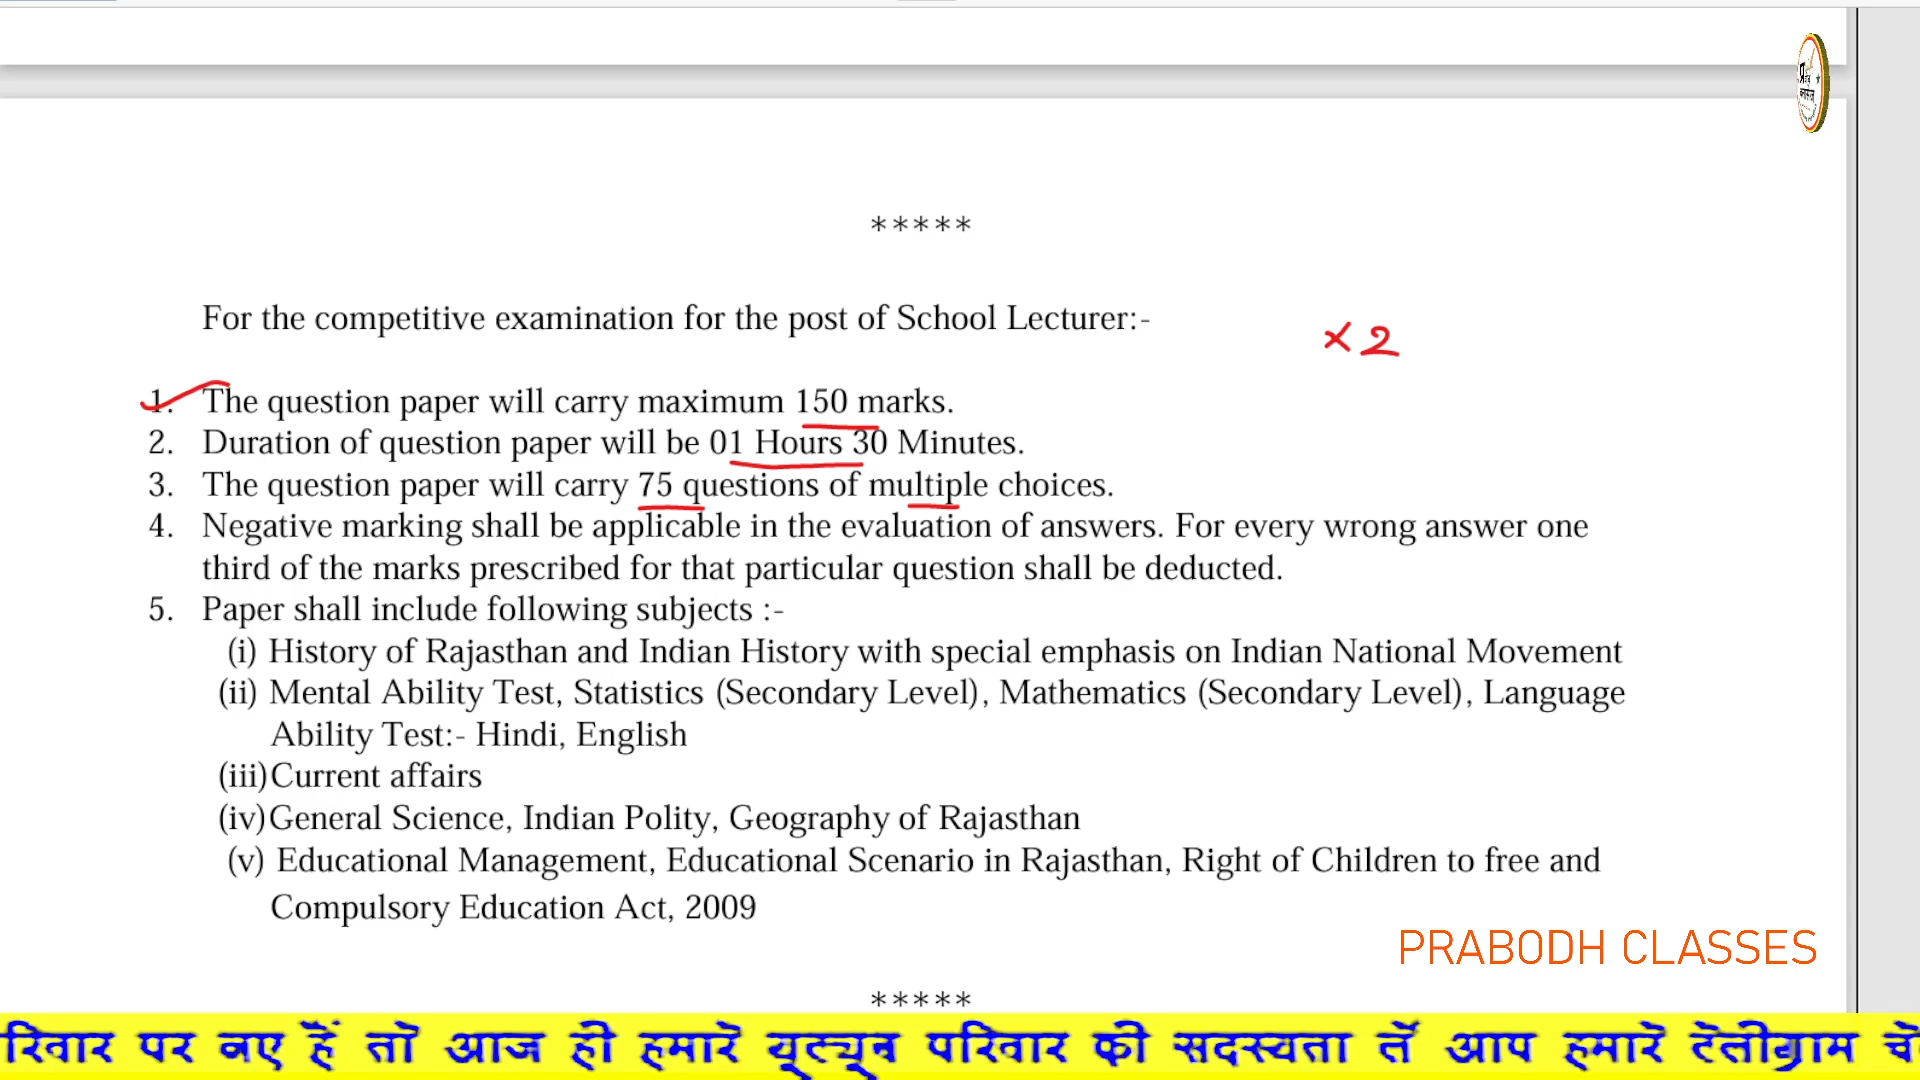 *****
For the competitive examination for the post of School Lecturer:-
×2
1. The question paper will carry maximum 150 marks.
2. Duration of question paper will be 01 Hours 30 Minutes.
3. The question paper will carry 75 questions of multiple choices.
4. Negative marking shall be applicable in the evaluation of answers. For every wrong answer one
third of the marks prescribed for that particular question shall be deducted.
5. Paper shall include following subjects :-
(i) History of Rajasthan and Indian History with special emphasis on Indian National Movement
(ii) Mental Ability Test, Statistics (Secondary Level), Mathematics (Secondary Level), Language
Ability Test:- Hindi, English
(iii)Current affairs
(iv)General Science, Indian Polity, Geography of Rajasthan
(v) Educational Management, Educational Scenario in Rajasthan, Right of Children to free and
Compulsory Education Act, 2009
PRABODH CLASSES
*****
रिवार पर नए हैं तो आज ही हमारे यूट्यूब परिवार की सदस्यता लें आप हमारे टेलीग्राम चे